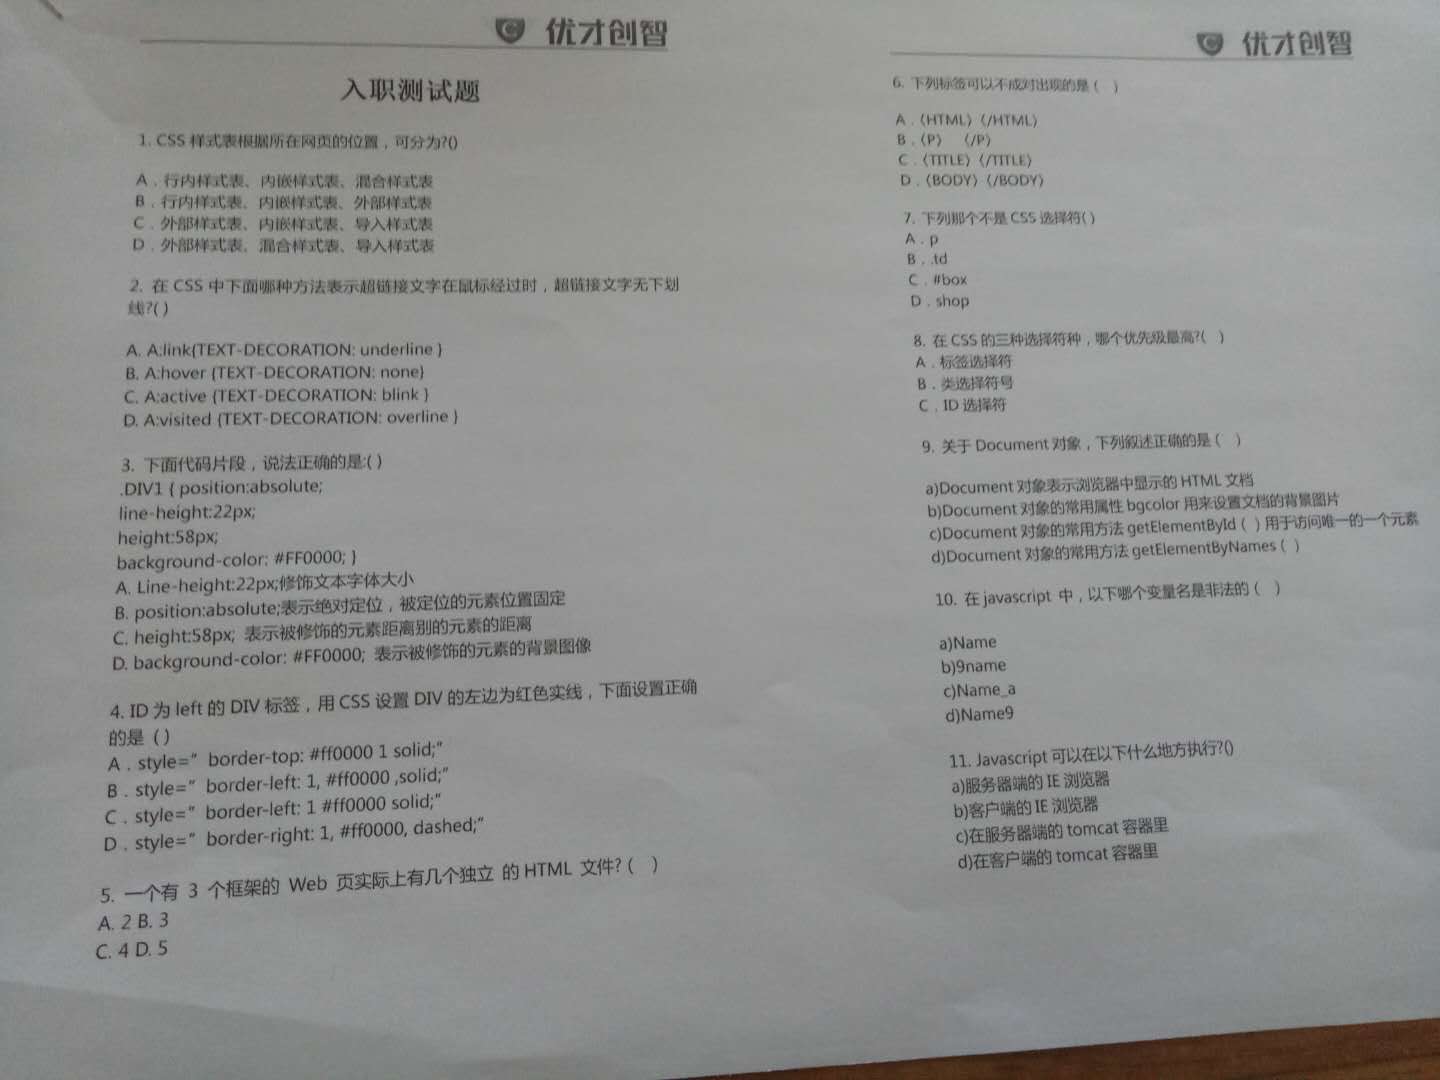 优才创智
入职测试题
1. CSS 样式表根据所在网页的位置，可分为?()
A．行内样式表、内嵌样式表、混合样式表
B．行内样式表、内嵌样式表、外部样式表
C．外部样式表、内嵌样式表、导入样式表
D．外部样式表、混合样式表、导入样式表
2. 在 CSS 中下面哪种方法表示超链接文字在鼠标经过时，超链接文字无下划
线?( )
A. A:link{TEXT-DECORATION: underline }
B. A:hover {TEXT-DECORATION: none}
C. A:active {TEXT-DECORATION: blink }
D. A:visited {TEXT-DECORATION: overline }
3. 下面代码片段，说法正确的是:( )
.DIV1 { position:absolute;
line-height:22px;
height:58px;
background-color: #FF0000; }
A. Line-height:22px;修饰文本字体大小
B. position:absolute;表示绝对定位，被定位的元素位置固定
C. height:58px; 表示被修饰的元素距离别的元素的距离
D. background-color: #FF0000; 表示被修饰的元素的背景图像
4. ID 为 left 的 DIV 标签，用 CSS 设置 DIV 的左边为红色实线，下面设置正确
的是 ( )
A．style=” border-top: #ff0000 1 solid;”
B．style=” border-left: 1, #ff0000 ,solid;”
C．style=” border-left: 1 #ff0000 solid;”
D．style=” border-right: 1, #ff0000, dashed;”
5. 一个有 3 个框架的 Web 页实际上有几个独立 的 HTML 文件? ( )
A. 2 B. 3
C. 4 D. 5
优才创智
6. 下列标签可以不成对出现的是 ( )
A．〈HTML〉〈/HTML〉
B．〈P〉 〈/P〉
C．〈TITLE〉〈/TITLE〉
D．〈BODY〉〈/BODY〉
7. 下列那个不是 CSS 选择符( )
A．p
B．.td
C．#box
D．shop
8. 在 CSS 的三种选择符种，哪个优先级最高?( )
A．标签选择符
B．类选择符号
C．ID 选择符
9. 关于 Document 对象，下列叙述正确的是 ( )
a)Document 对象表示浏览器中显示的 HTML 文档
b)Document 对象的常用属性 bgcolor 用来设置文档的背景图片
c)Document 对象的常用方法 getElementById ( ) 用于访问唯一的一个元素
d)Document 对象的常用方法 getElementByNames ( )
10. 在 javascript 中，以下哪个变量名是非法的 ( )
a)Name
b)9name
c)Name_a
d)Name9
11. Javascript 可以在以下什么地方执行?()
a)服务器端的 IE 浏览器
b)客户端的 IE 浏览器
c)在服务器端的 tomcat 容器里
d)在客户端的 tomcat 容器里